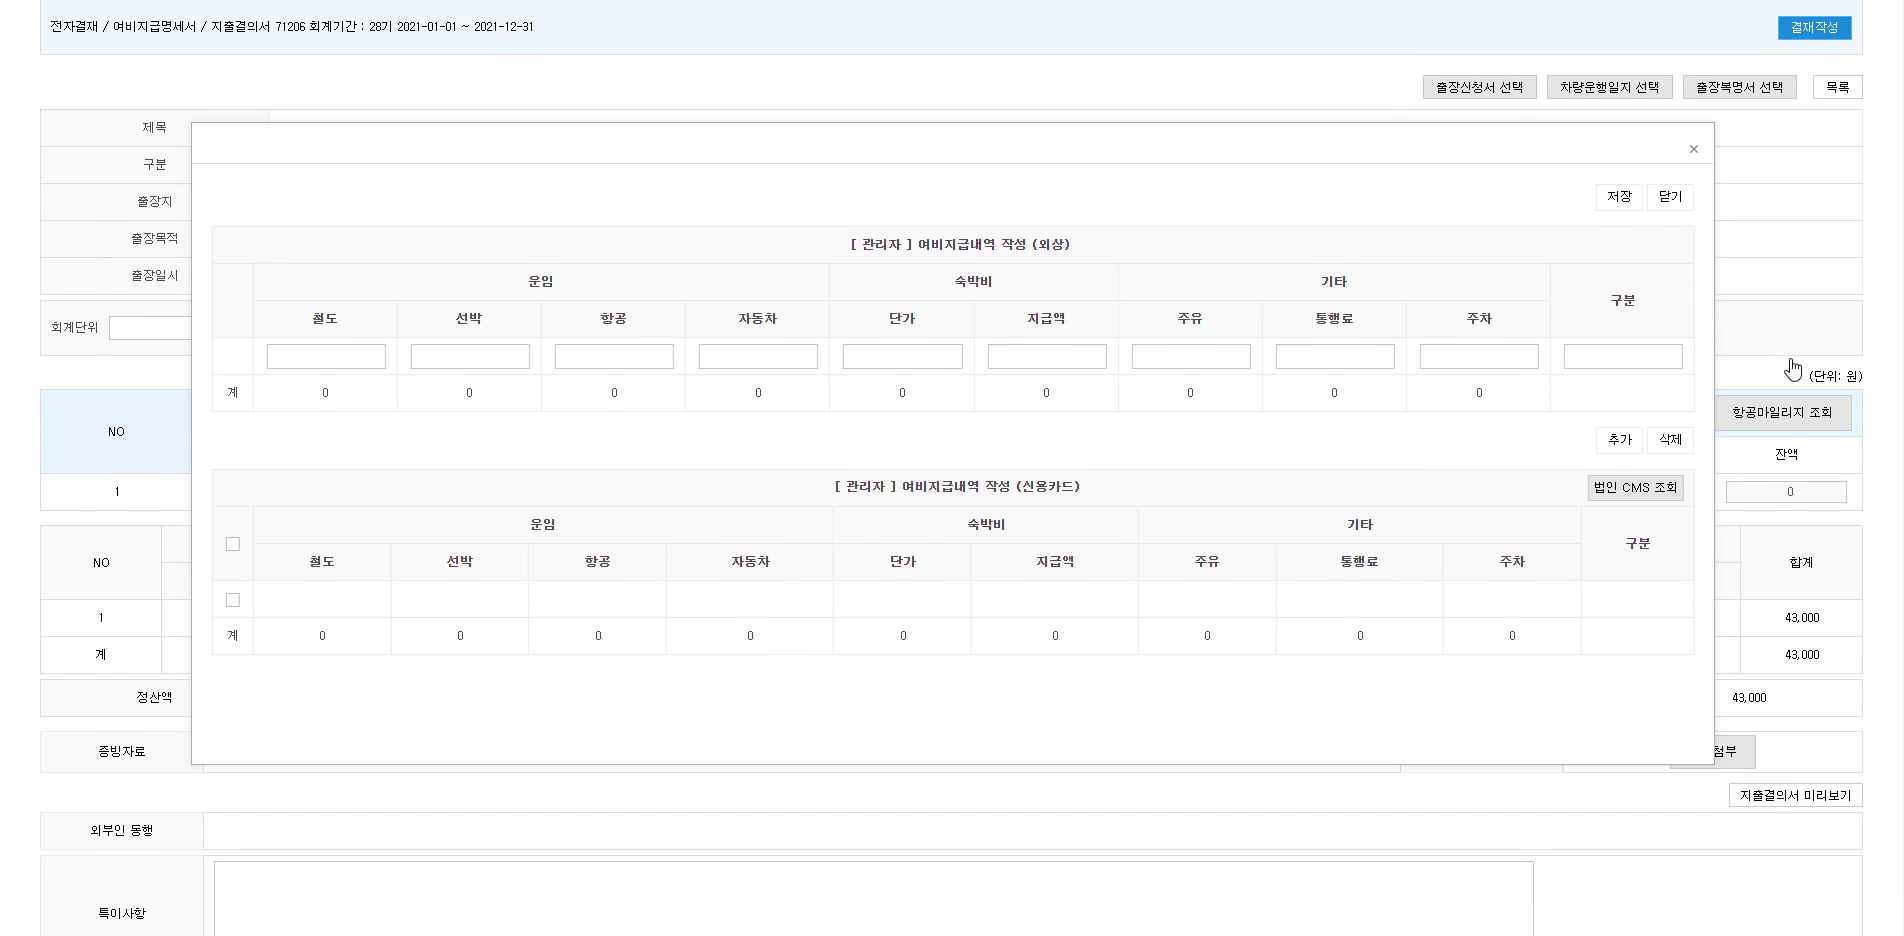 전자결재 / 여비지급명세서 / 지출결의서 71206 회계기간 : 28기 2021-01-01 ~ 2021-12-31
결재작성
출장신청서 선택 차량운행일지 선택 출장복명서 선택 목록
제목
구분
출장지
출장목적
출장일시
회계단위
×
저장 닫기
[ 관리자 ] 여비지급내역 작성 (외상)
운임 숙박비 기타 구분
철도 선박 항공 자동차 단가 지급액 주유 통행료 주차
계 0 0 0 0 0 0 0 0 0
추가 삭제
[ 관리자 ] 여비지급내역 작성 (신용카드) 법인 CMS 조회
운임 숙박비 기타 구분
철도 선박 항공 자동차 단가 지급액 주유 통행료 주차
계 0 0 0 0 0 0 0 0 0
(단위: 원)
NO 항공마일리지 조회
잔액
1 0
NO 합계
1 43,000
계 43,000
정산액 43,000
증빙자료 첨부
지출결의서 미리보기
외부인 동행
특이사항